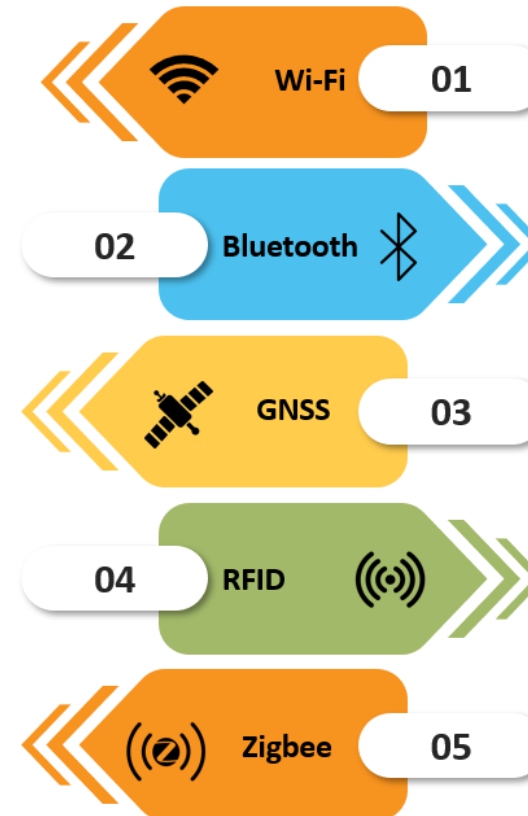 Wi-Fi 01
02 Bluetooth
GNSS 03
04 RFID
Zigbee 05